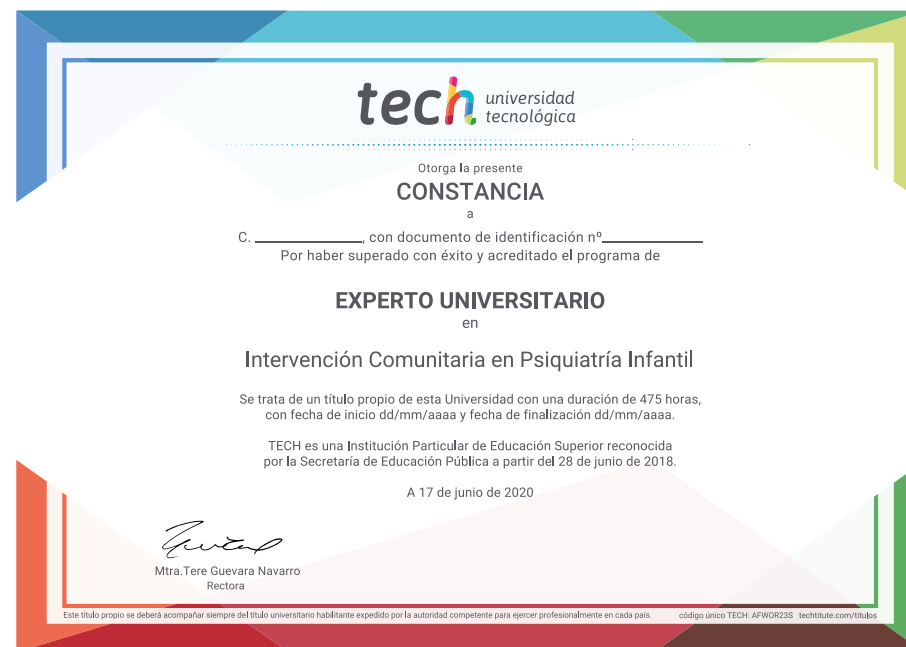 tech universidad
tecnológica
Otorga la presente
CONSTANCIA
a
C. ____________, con documento de identificación nº____________
Por haber superado con éxito y acreditado el programa de
EXPERTO UNIVERSITARIO
en
Intervención Comunitaria en Psiquiatría Infantil
Se trata de un título propio de esta Universidad con una duración de 475 horas,
con fecha de inicio dd/mm/aaaa y fecha de finalización dd/mm/aaaa.
TECH es una Institución Particular de Educación Superior reconocida
por la Secretaría de Educación Pública a partir del 28 de junio de 2018.
A 17 de junio de 2020
Mtra.Tere Guevara Navarro
Rectora
Este título propio se deberá acompañar siempre del título universitario habilitante expedido por la autoridad competente para ejercer profesionalmente en cada país. código único TECH: AFWOR23S techtitute.com/títulos